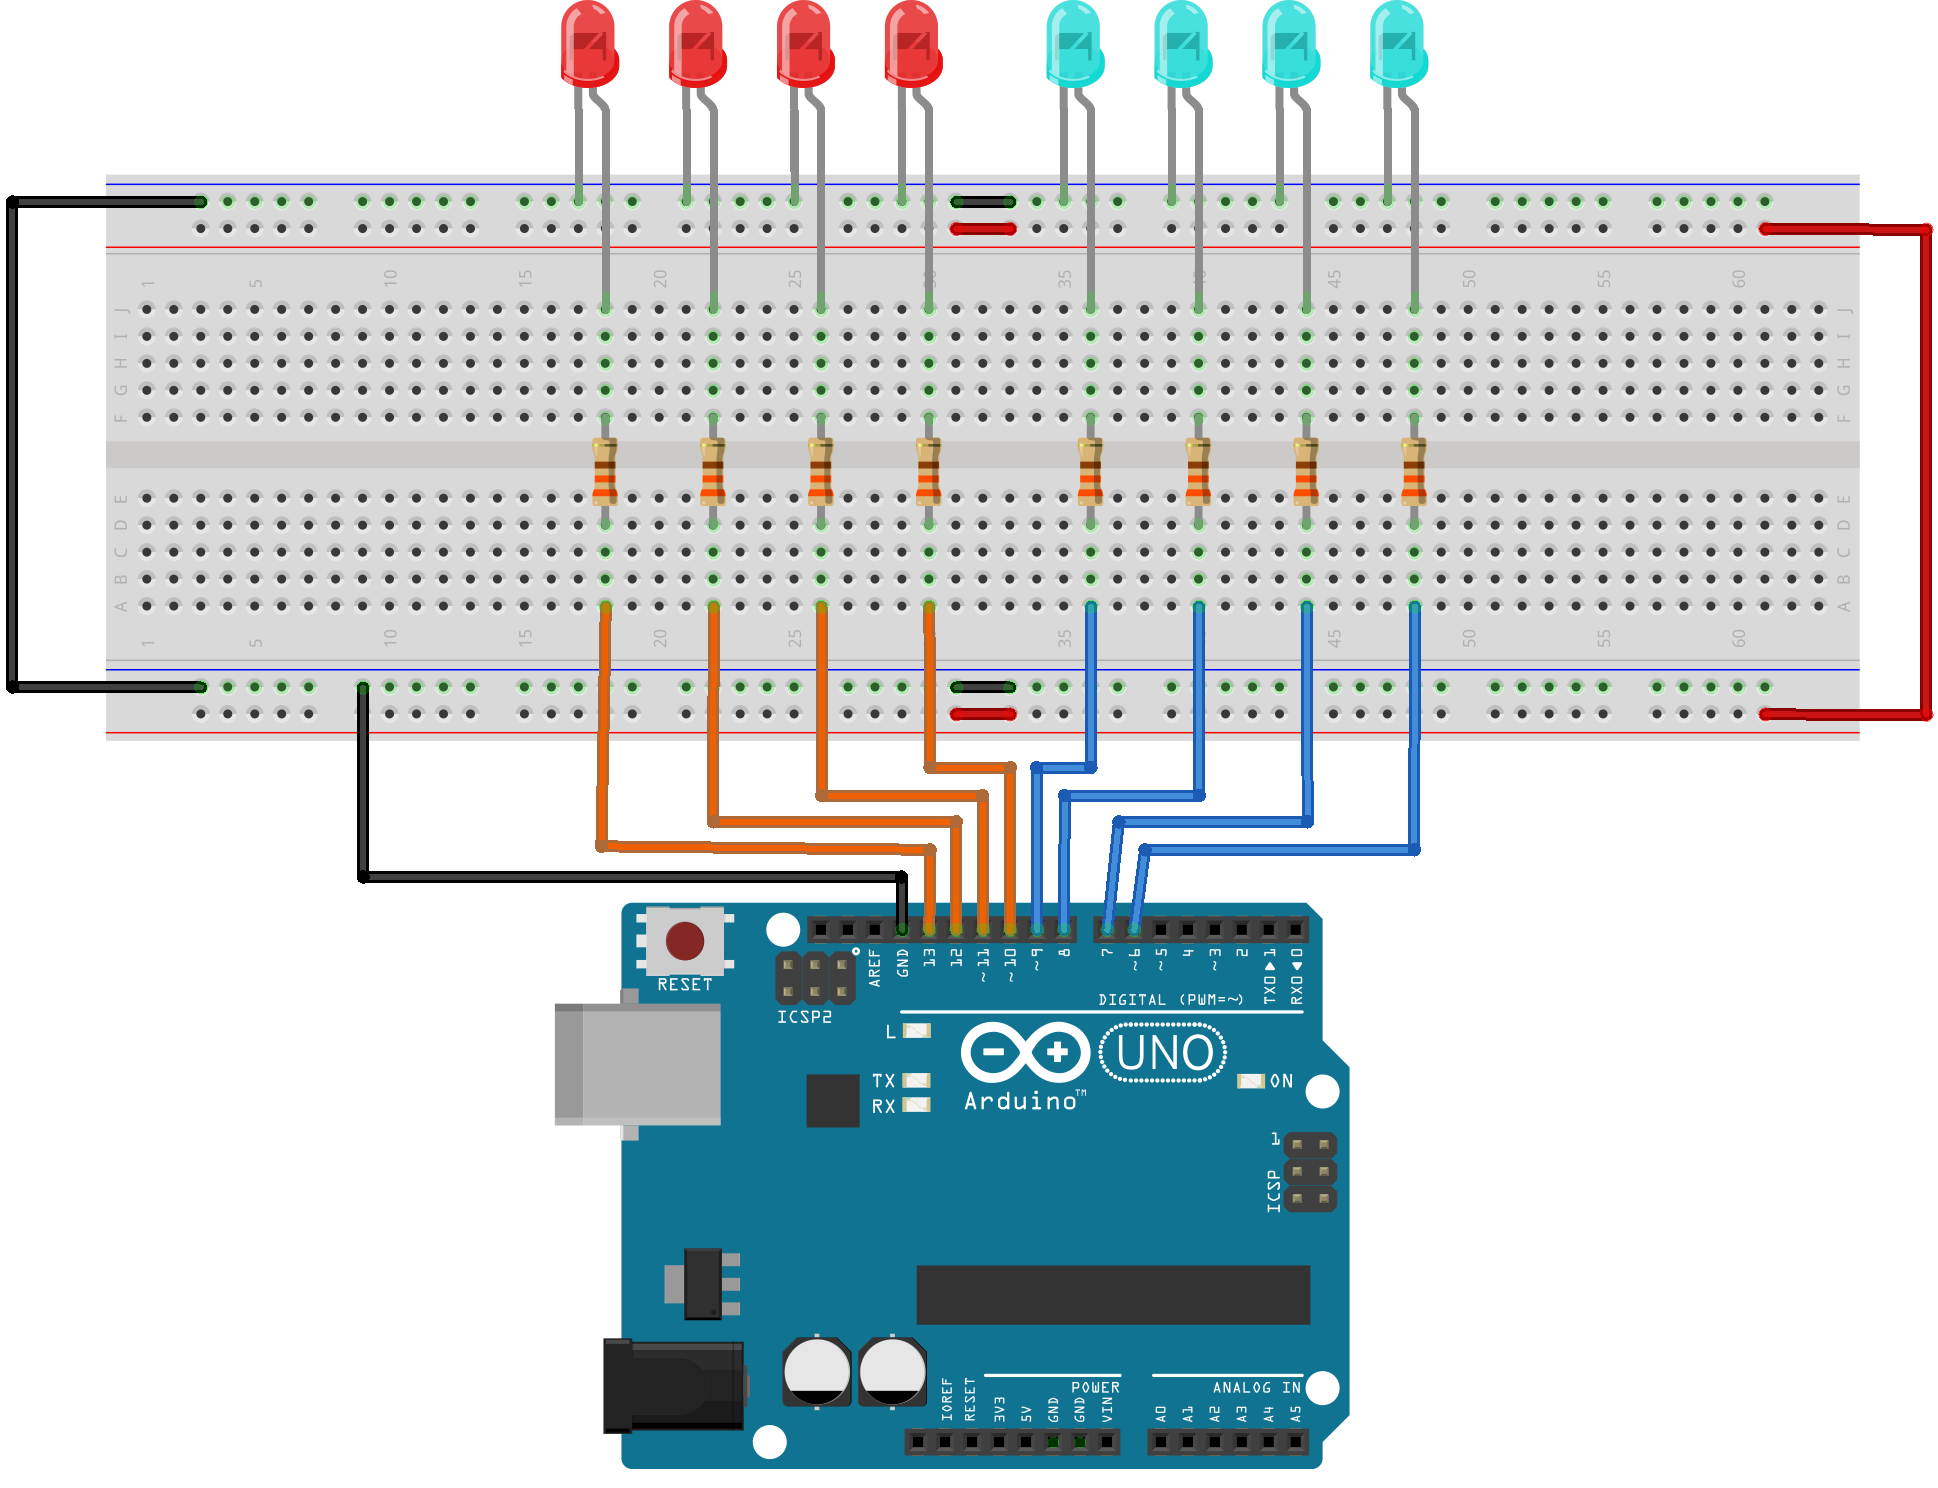 1 5 10 15 20 25 30 35 40 45 50 55 60
J J
I I
H H
G G
F F
E E
D D
C C
B B
A A
1 5 10 15 20 25 35 45 50 55 60
RESET
ICSP2
AREF
GND
13
12
~11
~10
~9
8
7
~6
~5
4
~3
2
TX0▶1
RX0◀0
DIGITAL (PWM=~)
L
TX
RX
UNO
Arduino™
ON
1
ICSP
IOREF
RESET
3V3
5V
GND
GND
VIN
POWER
ANALOG IN
A0
A1
A2
A3
A4
A5